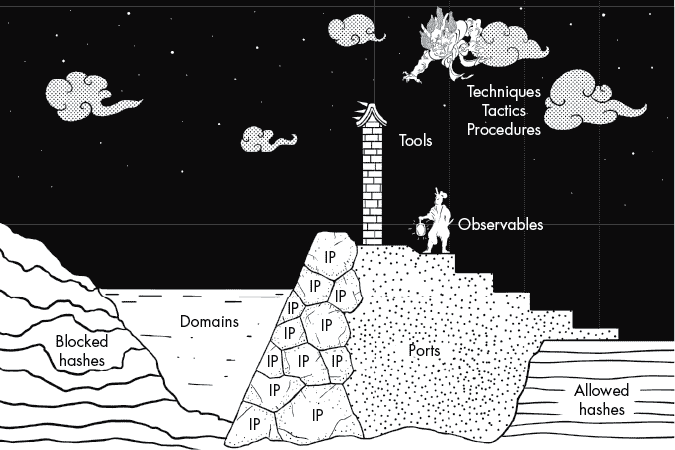 Techniques
Tactics
Procedures
Tools
Observables
IP
IP
IP
IP
Domains
IP
IP
Blocked
hashes
Ports
IP
IP
IP
IP
Allowed
hashes
IP
IP